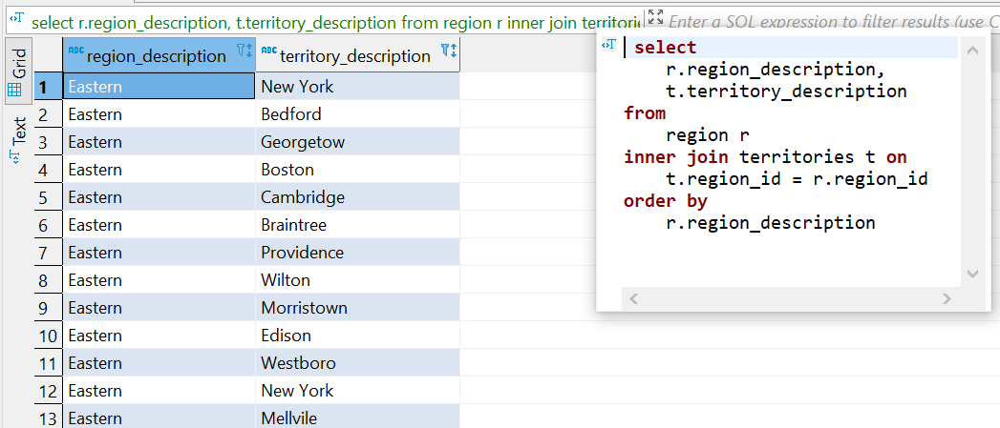 select r.region_description, t.territory_description from region r inner join territorie
Enter a SQL expression to filter results (use C
Grid
Text
ABC region_description
ABC territory_description
1 Eastern New York
2 Eastern Bedford
3 Eastern Georgetow
4 Eastern Boston
5 Eastern Cambridge
6 Eastern Braintree
7 Eastern Providence
8 Eastern Wilton
9 Eastern Morristown
10 Eastern Edison
11 Eastern Westboro
12 Eastern New York
13 Eastern Mellvile
select
r.region_description,
t.territory_description
from
region r
inner join territories t on
t.region_id = r.region_id
order by
r.region_description